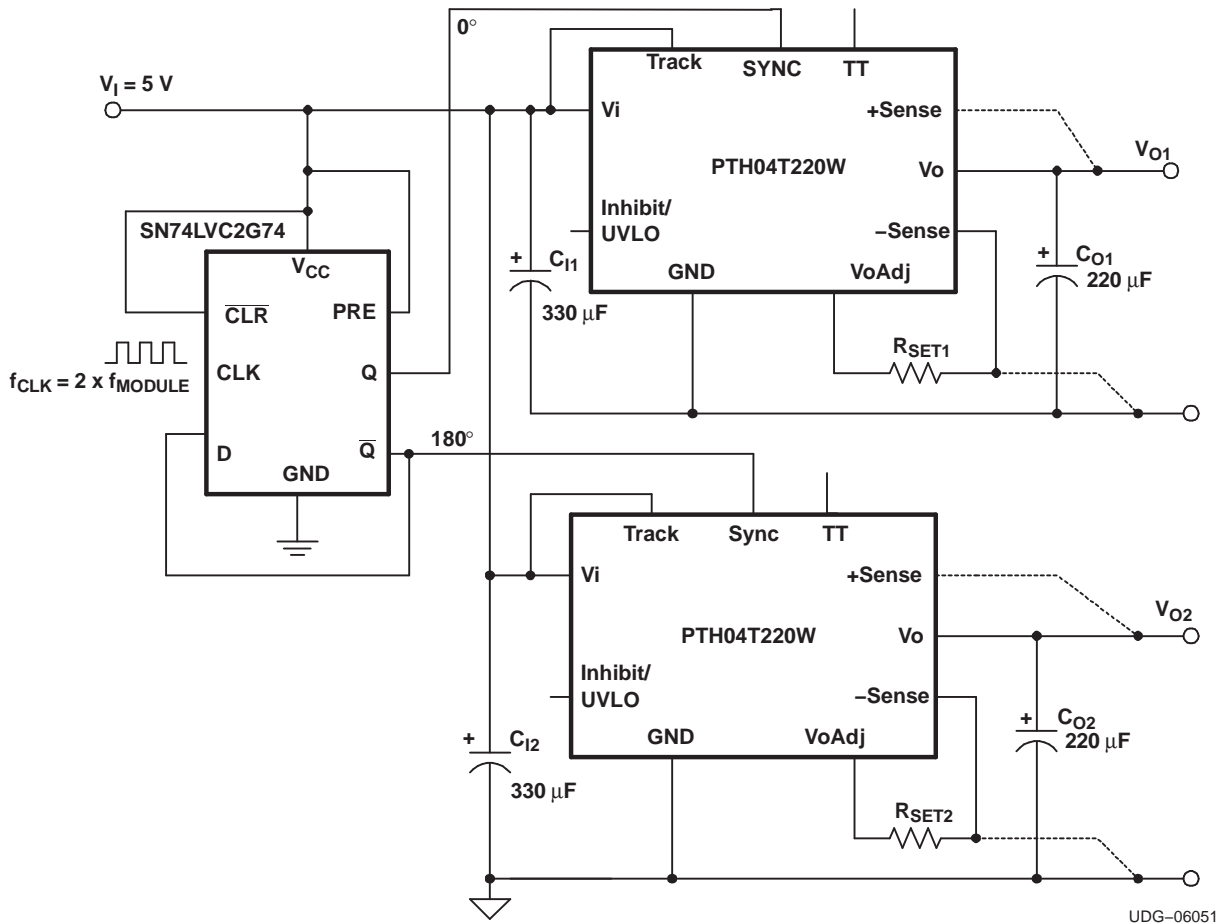 0°
Track
SYNC
TT
V_I = 5 V
Vi
+Sense
V_O1
PTH04T220W
Vo
SN74LVC2G74
Inhibit/
UVLO
–Sense
V_CC
+
C_I1
GND
VoAdj
+
C_O1
220 μF
330 μF
C̅L̅R̅
PRE
R_SET1
f_CLK = 2 x f_MODULE
CLK
Q
180°
D
Q̅
GND
Track
Sync
TT
Vi
+Sense
V_O2
PTH04T220W
Vo
Inhibit/
UVLO
–Sense
+
C_I2
GND
VoAdj
+
C_O2
220 μF
330 μF
R_SET2
UDG–06051